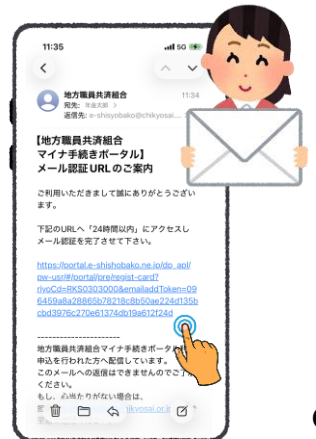 11:35
5G
地方職員共済組合
11:34
宛先: 年金太郎
返信先: e-shisyobako@chikyosai....
【地方職員共済組合
マイナ手続きポータル】
メール認証URLのご案内
ご利用いただきまして誠にありがとうござい
ます。
下記のURLへ「24時間以内」にアクセスし
メール認証を完了させて下さい。
https://portal.e-shishobako.ne.jp/dp_apl/
pw-usr/#/portal/pre/regist-card?
riyoCd=RKS0303000&emailaddToken=09
6459a8a28865b78218c8b50ae224d135b
cbd3976c270e61374db19a612f24d
-----------------------
地方職員共済組合マイナ手続きポータル
申込を行われた方へ配信しています。
このメールへの返信はできませんのでご了承
ください。
もし、心当たりがない場合は、
ikyosai.or.j